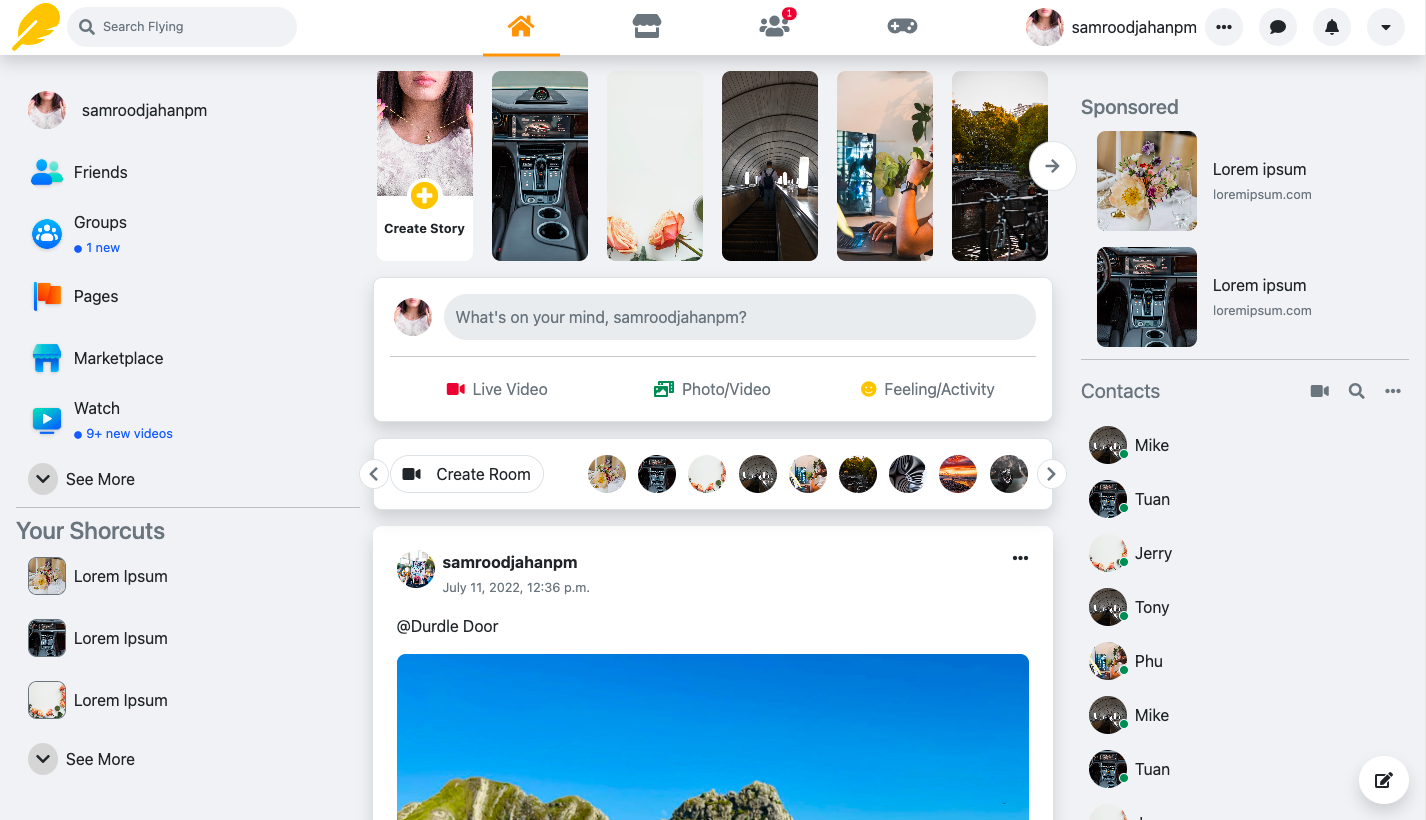 Search Flying
1
samroodjahanpm
samroodjahanpm
Friends
Groups
1 new
Pages
Marketplace
Watch
9+ new videos
See More
Your Shorcuts
Lorem Ipsum
Lorem Ipsum
Lorem Ipsum
See More
Create Story
What's on your mind, samroodjahanpm?
Live Video
Photo/Video
Feeling/Activity
Create Room
samroodjahanpm
July 11, 2022, 12:36 p.m.
@Durdle Door
Sponsored
Lorem ipsum
loremipsum.com
Lorem ipsum
loremipsum.com
Contacts
Mike
Tuan
Jerry
Tony
Phu
Mike
Tuan